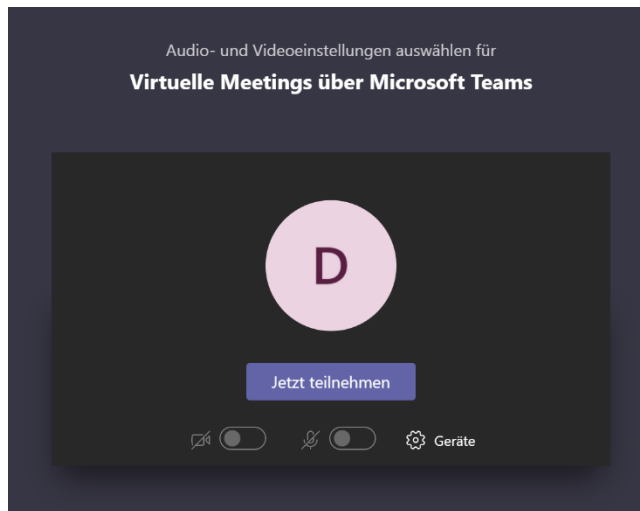 Audio- und Videoeinstellungen auswählen für
Virtuelle Meetings über Microsoft Teams
D
Jetzt teilnehmen
Geräte